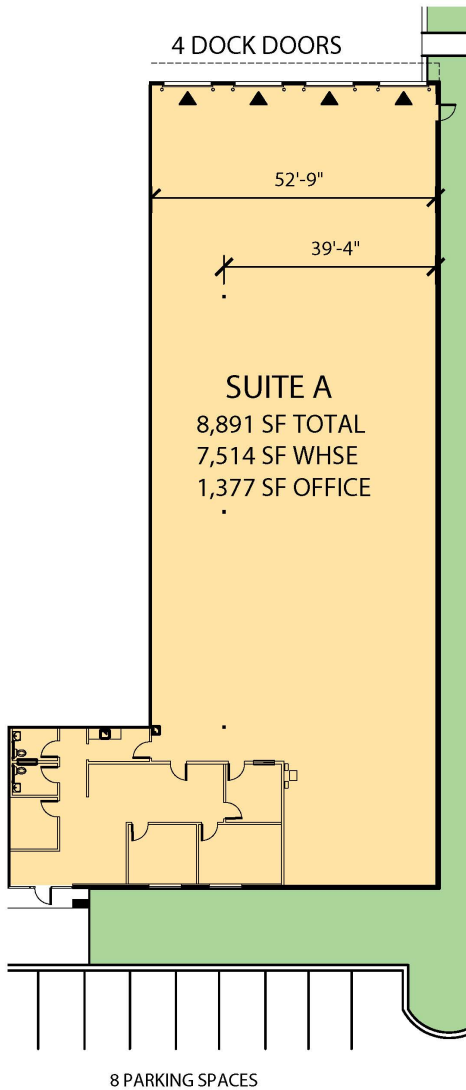 4 DOCK DOORS
52'-9"
39'-4"
SUITE A
8,891 SF TOTAL
7,514 SF WHSE
1,377 SF OFFICE
8 PARKING SPACES